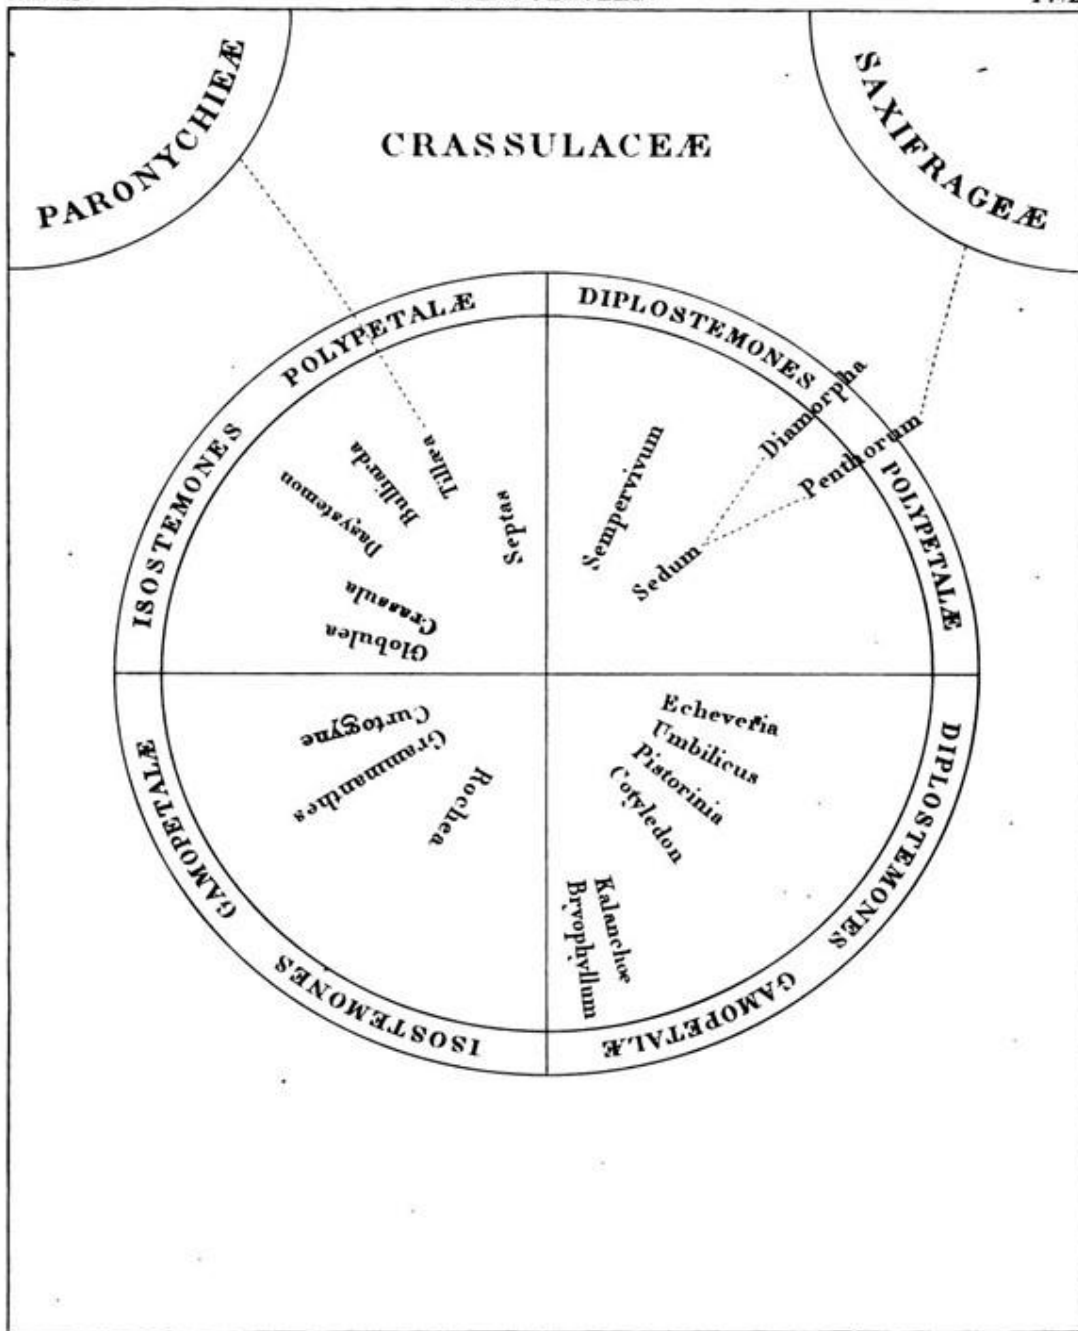 PARONYCHIEÆ
CRASSULACEÆ
SAXIFRAGEÆ
ISOSTEMONES POLYPETALÆ
DIPLOSTEMONES POLYPETALÆ
Globulea
Crassula
Dasystemon
Bulliarda
Tillæa
Septas
Sempervivum
Sedum
Diamorpha
Penthorum
Echeveria
Umbilicus
Pistorinia
Cotyledon
Kalanchoe
Bryophyllum
Rochea
Grammanthes
Curtogyne
DIPLOSTEMONES GAMOPETALÆ
ISOSTEMONES GAMOPETALÆ